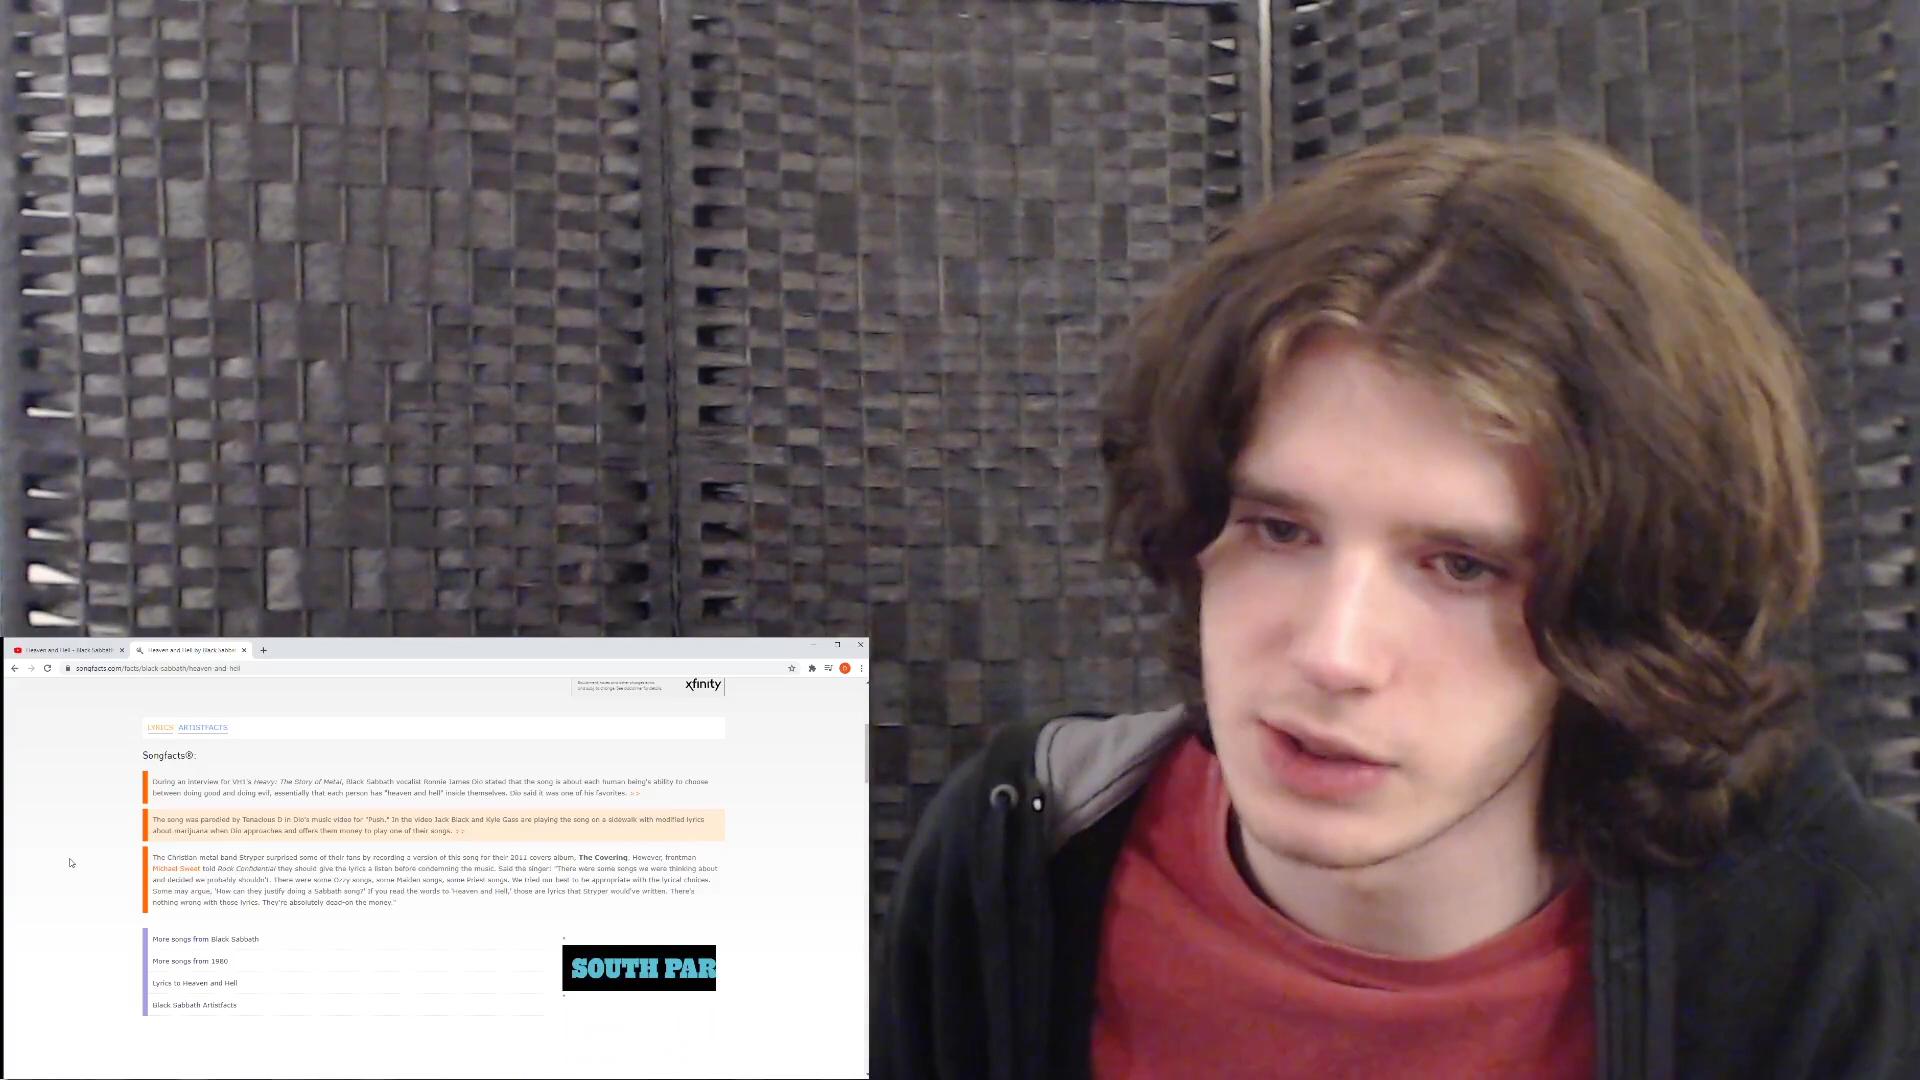 Heaven and Hell - Black Sabbath
Heaven and Hell by Black Sabba
songfacts.com/facts/black-sabbath/heaven-and-hell
xfinity
LYRICS ARTISTFACTS
Songfacts®:
During an interview for VH1's Heavy: The Story of Metal, Black Sabbath vocalist Ronnie James Dio stated that the song is about each human being's ability to choose
between doing good and doing evil, essentially that each person has "heaven and hell" inside themselves. Dio said it was one of his favorites. >>
The song was parodied by Tenacious D in Dio's music video for "Push." In the video Jack Black and Kyle Gass are playing the song on a sidewalk with modified lyrics
about marijuana when Dio approaches and offers them money to play one of their songs. >>
The Christian metal band Stryper surprised some of their fans by recording a version of this song for their 2011 covers album, The Covering. However, frontman
Michael Sweet told Rock Confidential they should give the lyrics a listen before condemning the music. Said the singer: "There were some songs we were thinking about
and decided we probably shouldn't. There were some Ozzy songs, some Maiden songs, some Priest songs. We tried our best to be appropriate with the lyrical choices.
Some may argue, 'How can they justify doing a Sabbath song?' If you read the words to 'Heaven and Hell,' those are lyrics that Stryper would've written. There's
nothing wrong with those lyrics. They're absolutely dead-on the money."
More songs from Black Sabbath
More songs from 1980
Lyrics to Heaven and Hell
Black Sabbath Artistfacts
SOUTH PAR